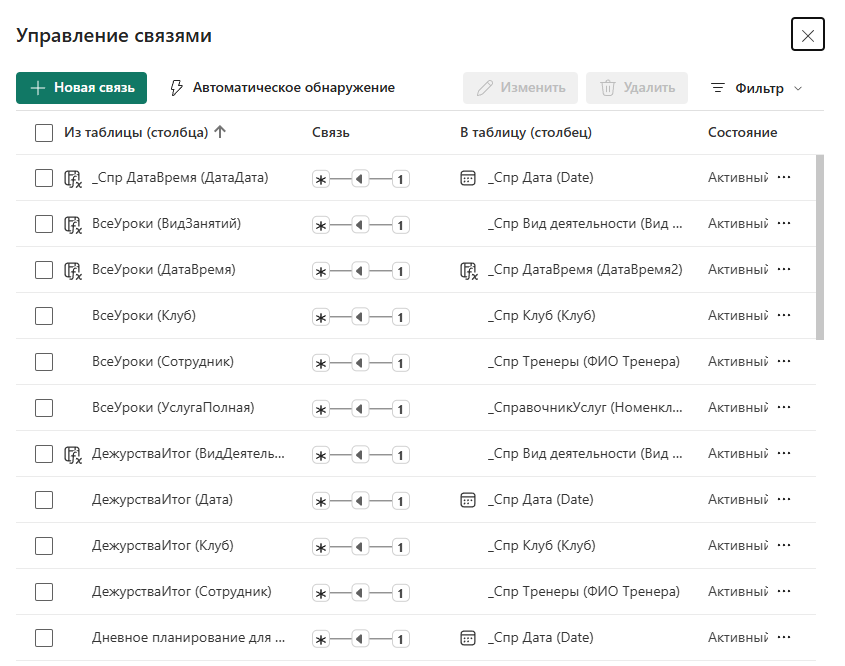 Управление связями
Новая связь Автоматическое обнаружение Изменить Удалить Фильтр
Из таблицы (столбца) Связь В таблицу (столбец) Состояние
_Спр ДатаВремя (ДатаДата) * 1 _Спр Дата (Date) Активный ...
ВсеУроки (ВидЗанятий) * 1 _Спр Вид деятельности (Вид ... Активный ...
ВсеУроки (ДатаВремя) * 1 _Спр ДатаВремя (ДатаВремя2) Активный ...
ВсеУроки (Клуб) * 1 _Спр Клуб (Клуб) Активный ...
ВсеУроки (Сотрудник) * 1 _Спр Тренеры (ФИО Тренера) Активный ...
ВсеУроки (УслугаПолная) * 1 _СправочникУслуг (Номенкл... Активный ...
ДежурстваИтог (ВидДеятель... * 1 _Спр Вид деятельности (Вид ... Активный ...
ДежурстваИтог (Дата) * 1 _Спр Дата (Date) Активный ...
ДежурстваИтог (Клуб) * 1 _Спр Клуб (Клуб) Активный ...
ДежурстваИтог (Сотрудник) * 1 _Спр Тренеры (ФИО Тренера) Активный ...
Дневное планирование для ... * 1 _Спр Дата (Date) Активный ...